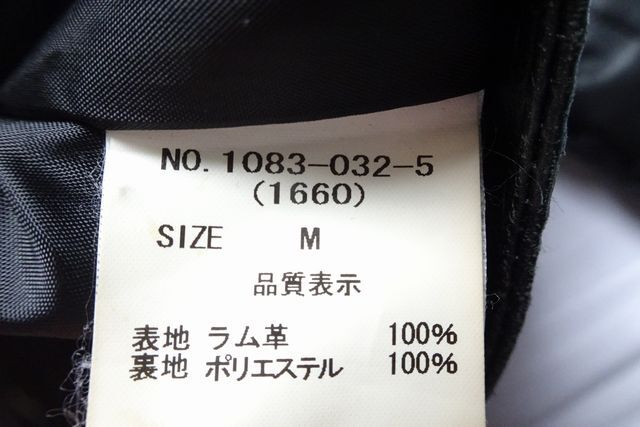 NO. 1083-032-5
(1660)
SIZE M
品質表示
表地 ラム革 100%
裏地 ポリエステル 100%